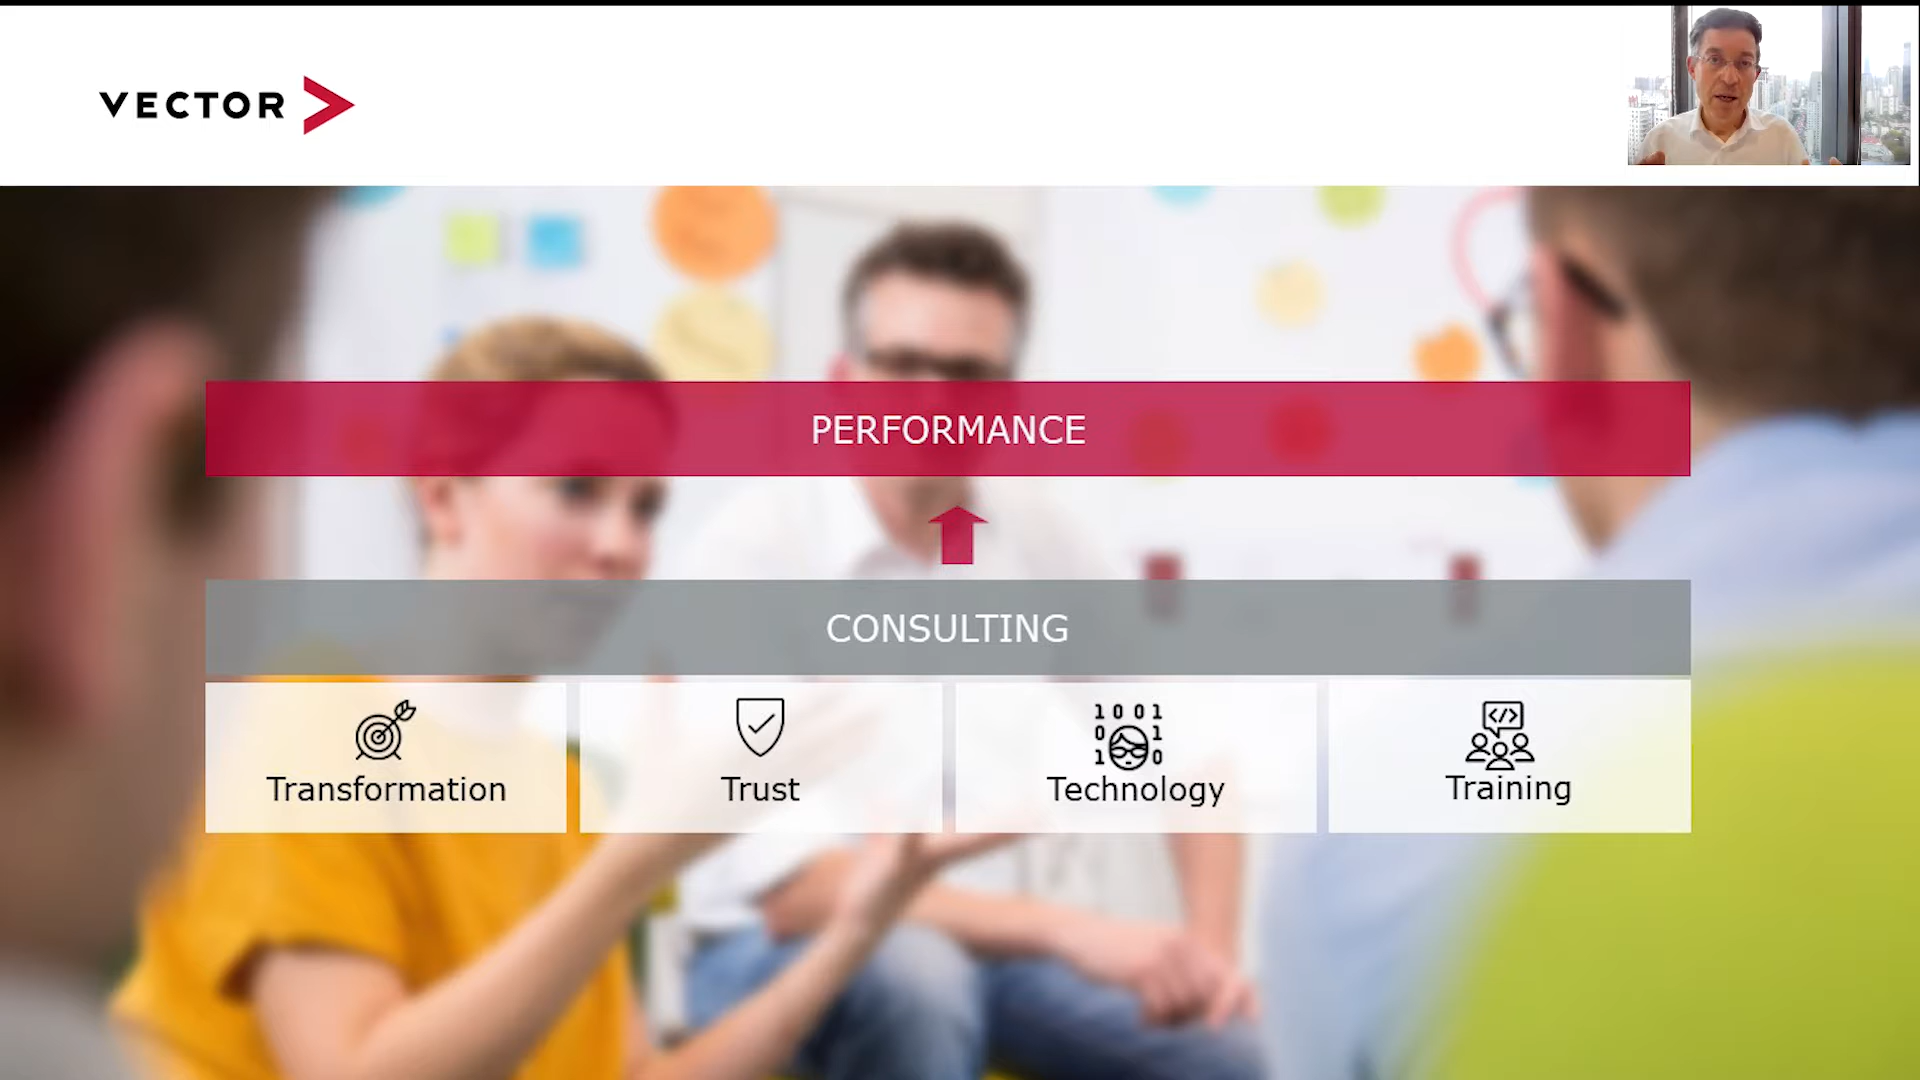 VECTOR
PERFORMANCE
CONSULTING
1 0 0 1
0 1
1 0
</>
Transformation
Trust
Technology
Training